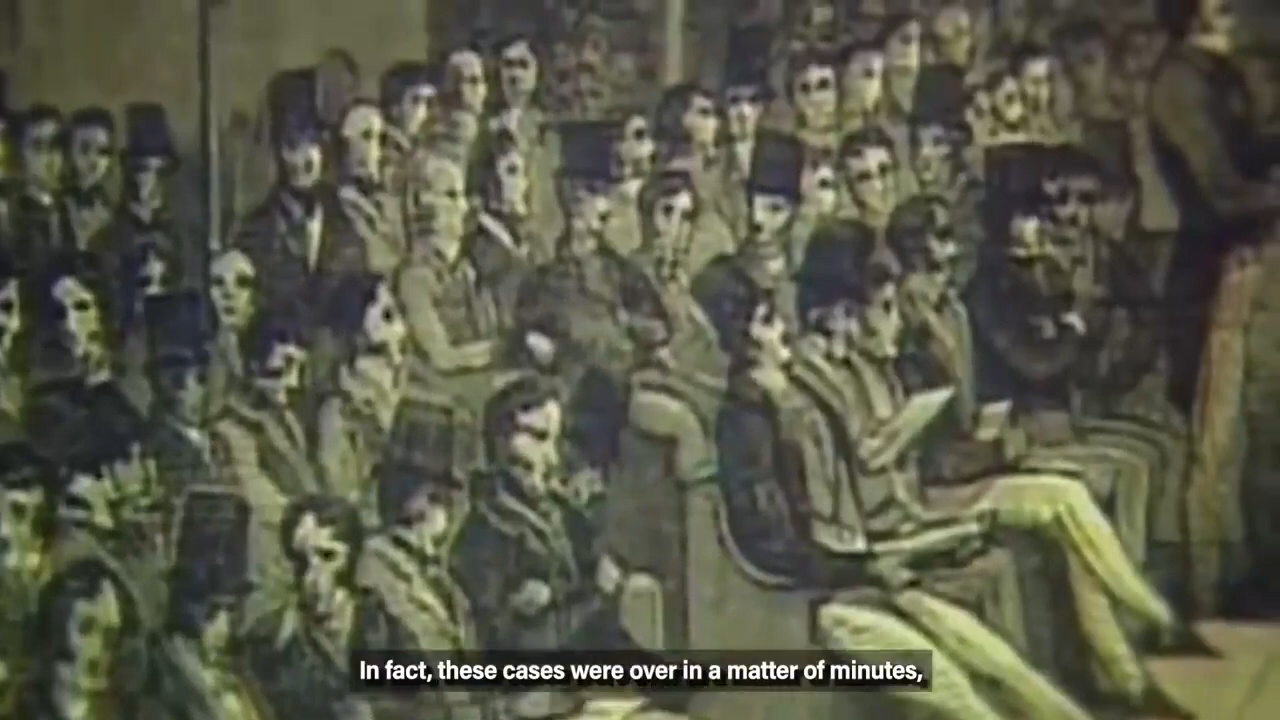 In fact, these cases were over in a matter of minutes,